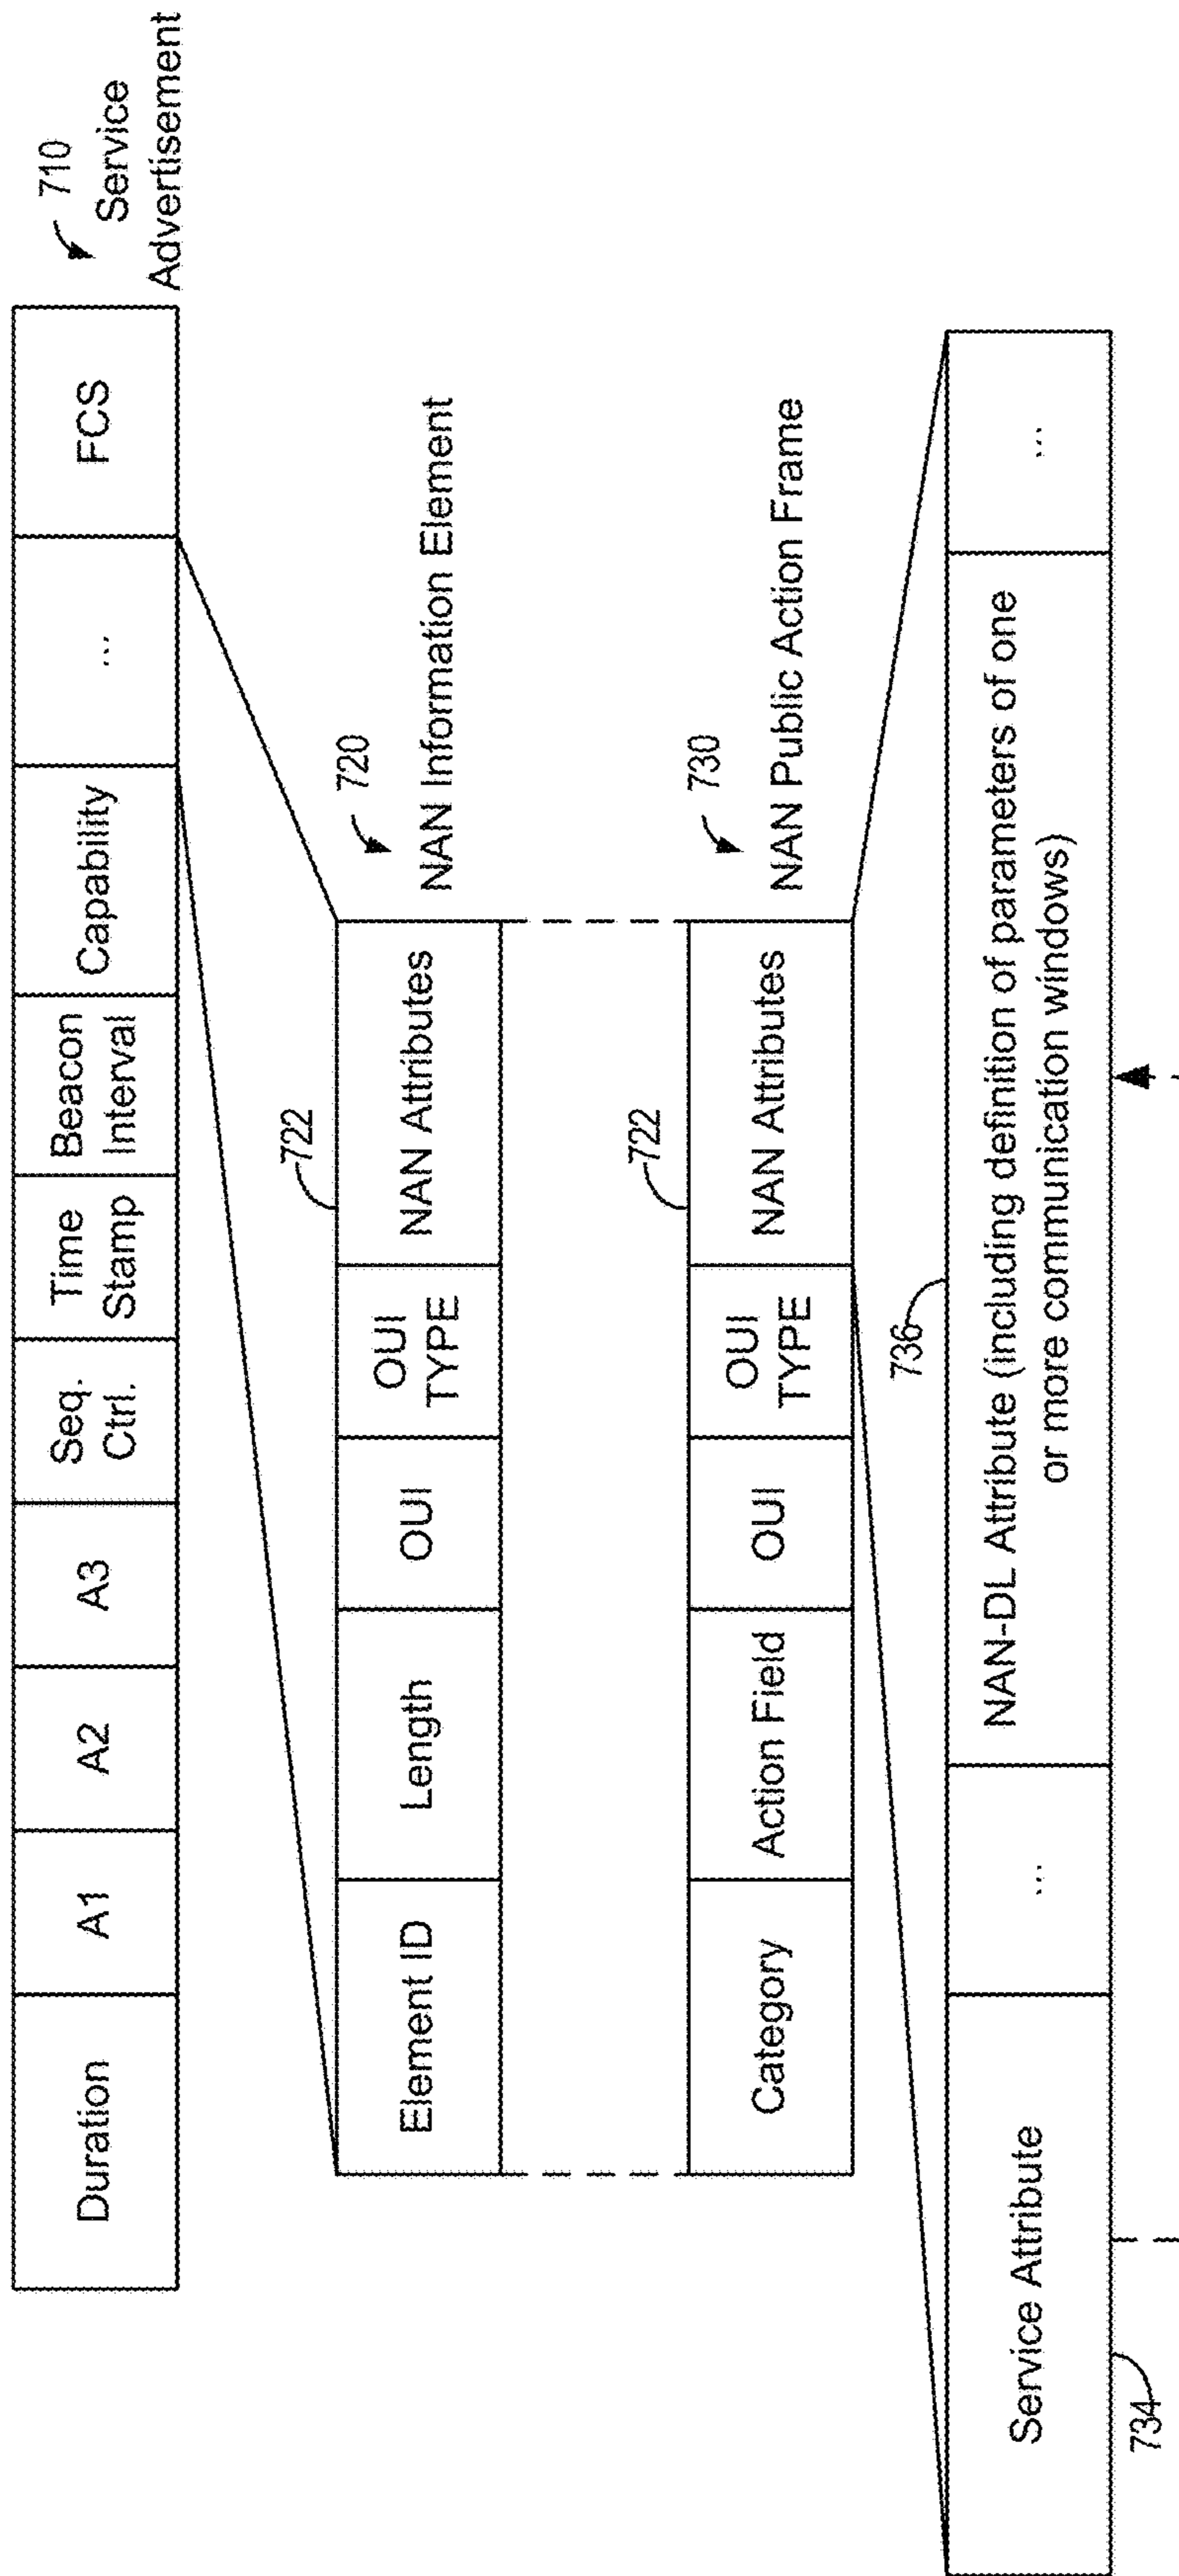 710
Service
Advertisement
Duration
A1
A2
A3
Seq.
Ctrl.
Time
Stamp
Beacon
Interval
Capability
...
FCS
720
NAN Information Element
722
Element ID
Length
OUI
OUI
TYPE
NAN Attributes
730
NAN Public Action Frame
722
Category
Action Field
OUI
OUI
TYPE
NAN Attributes
736
Service Attribute
...
NAN-DL Attribute (including definition of parameters of one
or more communication windows)
...
734